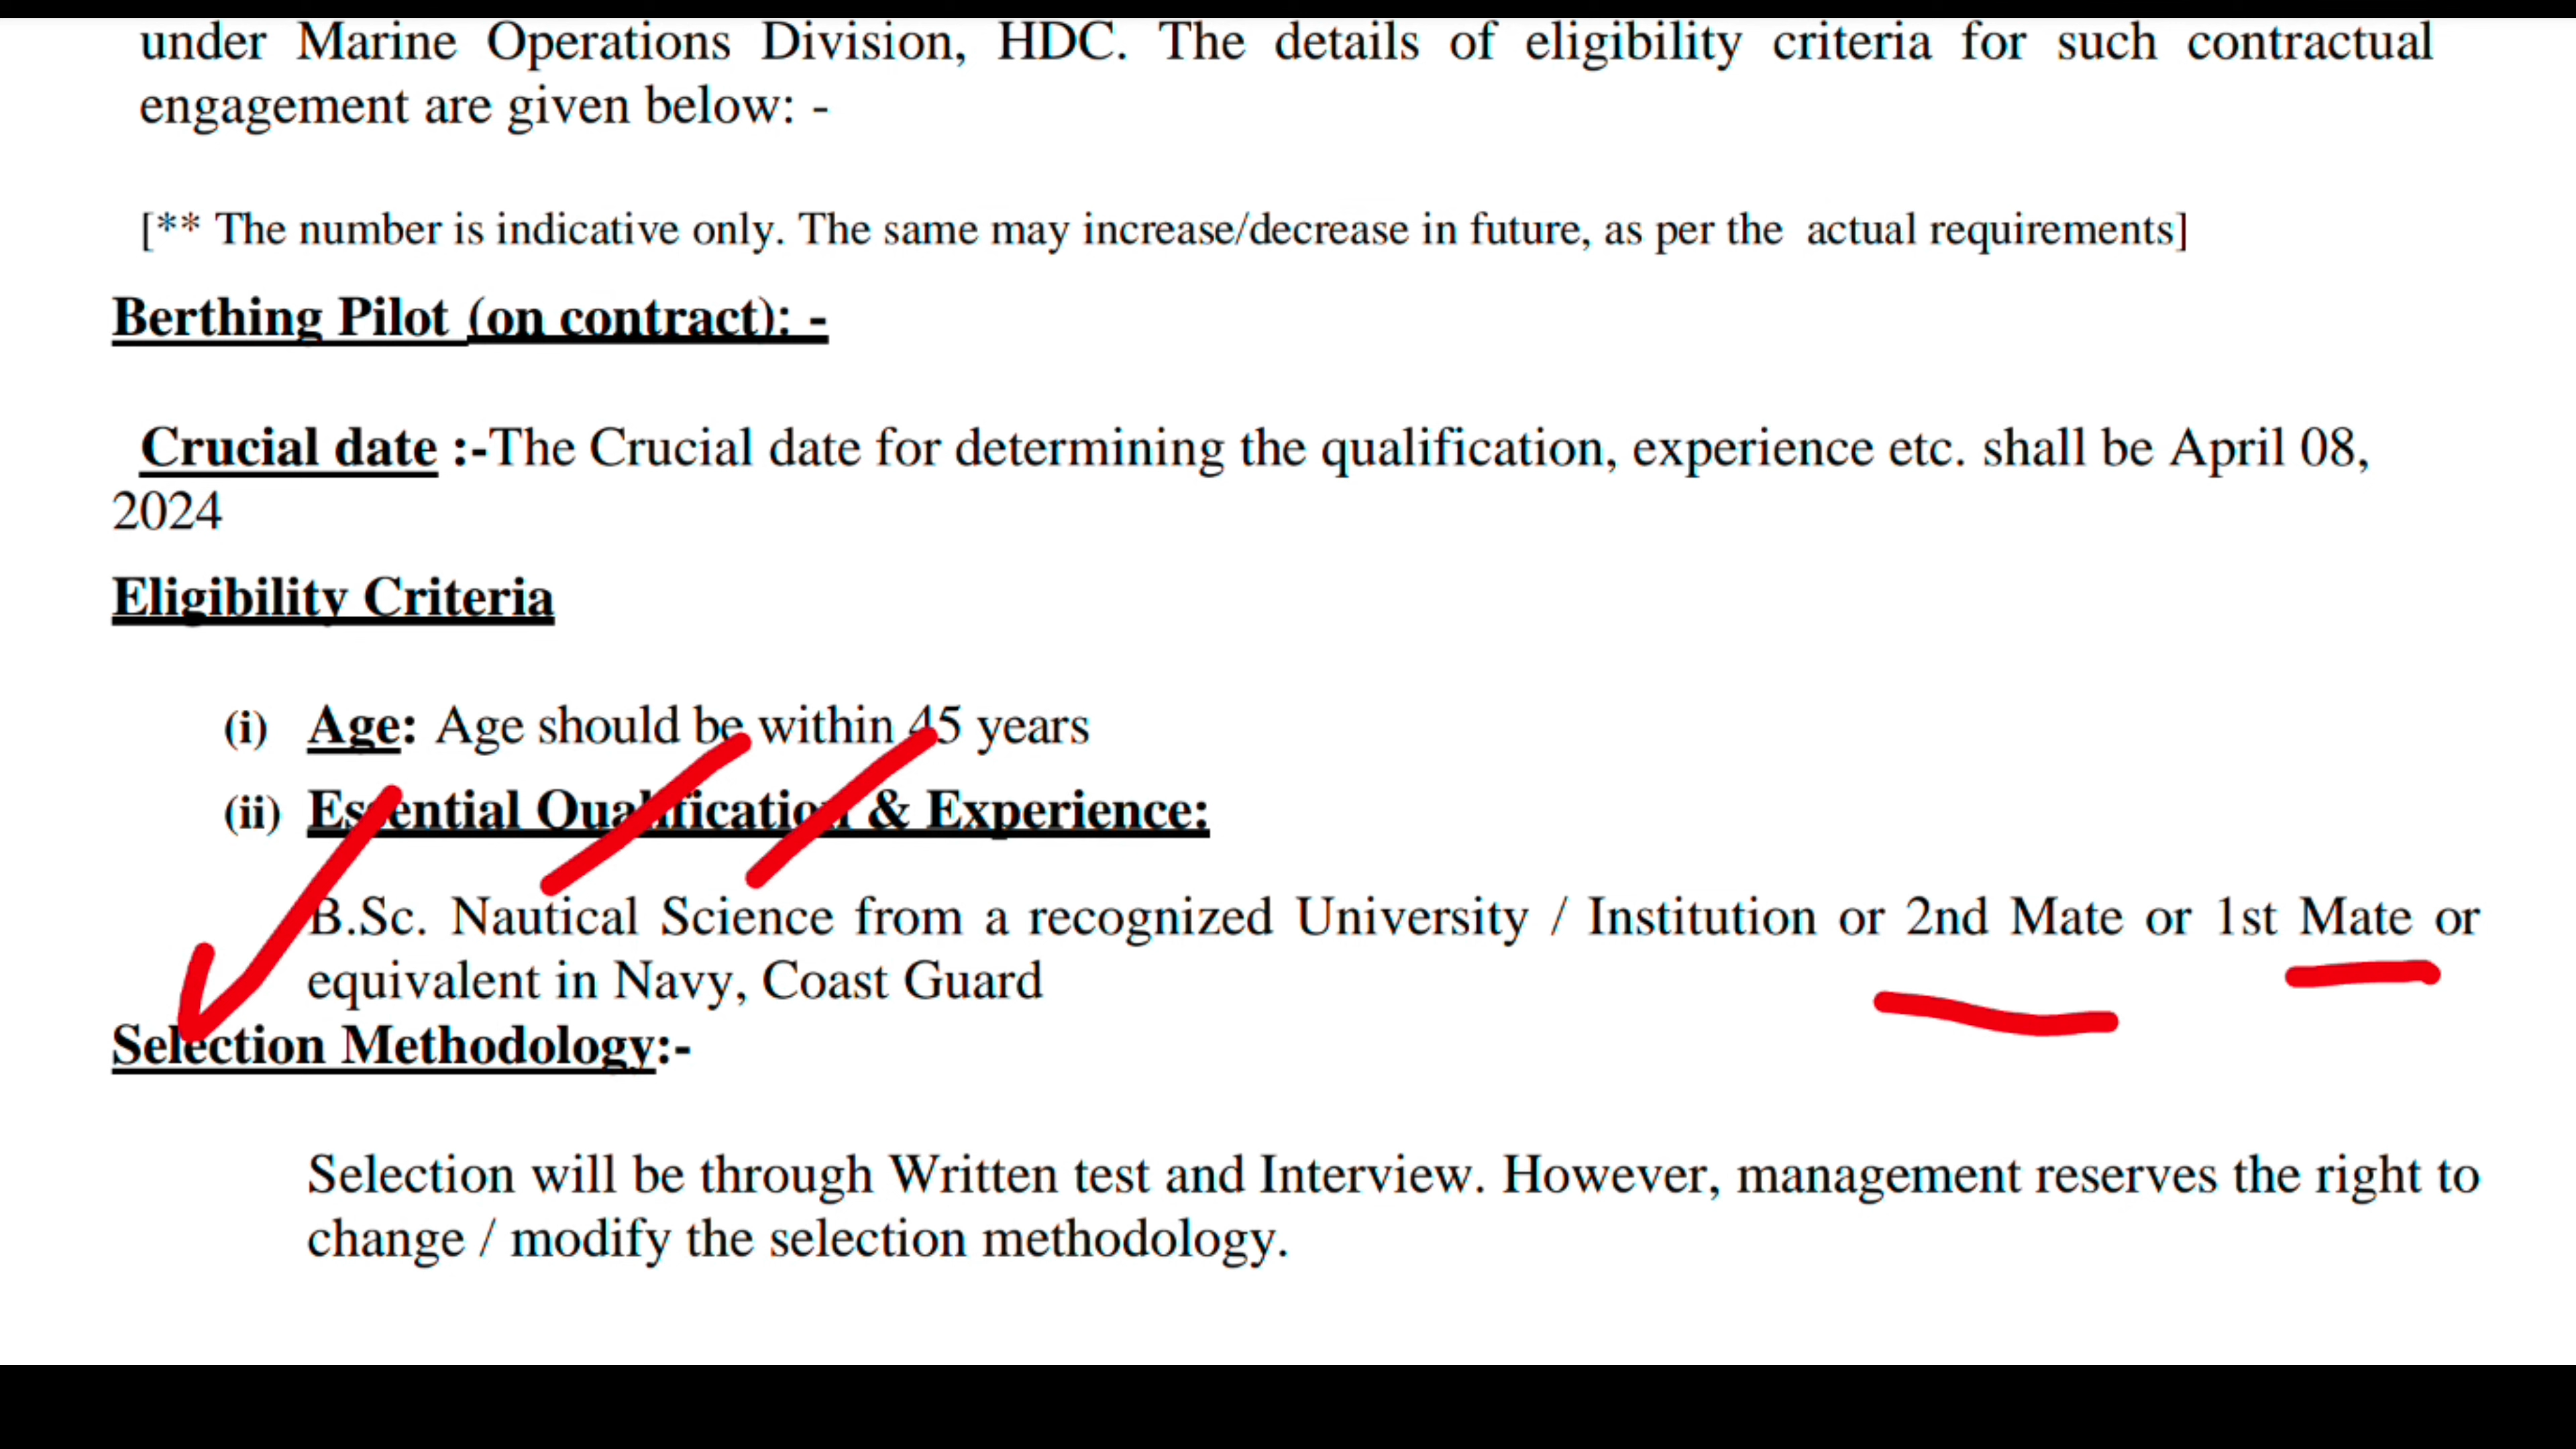 under Marine Operations Division, HDC. The details of eligibility criteria for such contractual
engagement are given below: -
[** The number is indicative only. The same may increase/decrease in future, as per the actual requirements]
Berthing Pilot (on contract): -
Crucial date :-The Crucial date for determining the qualification, experience etc. shall be April 08,
2024
Eligibility Criteria
(i) Age: Age should be within 45 years
(ii) Essential Qualification & Experience:
B.Sc. Nautical Science from a recognized University / Institution or 2nd Mate or 1st Mate or
equivalent in Navy, Coast Guard
Selection Methodology:-
Selection will be through Written test and Interview. However, management reserves the right to
change / modify the selection methodology.